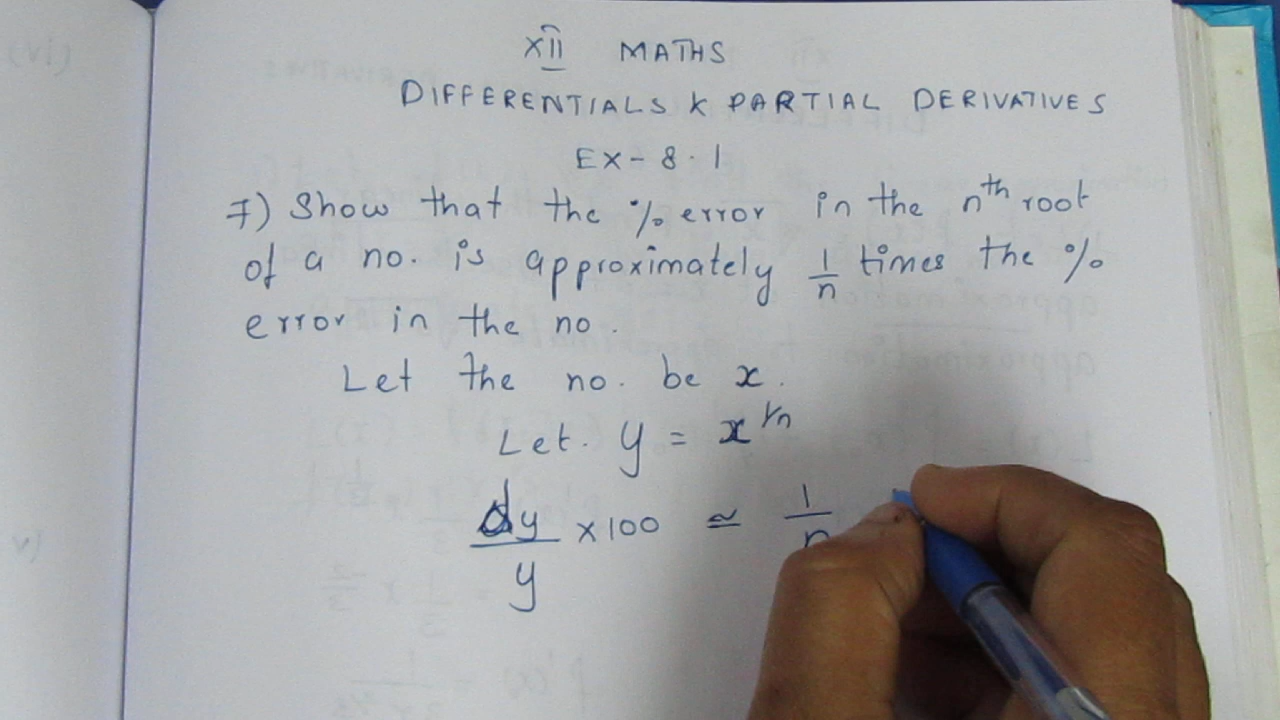 XII MATHS
DIFFERENTIALS & PARTIAL DERIVATIVES
EX - 8.1
7) Show that the % error in the nth root
of a no. is approximately 1/n times the %
error in the no.
Let the no. be x.
Let. y = x^1/n
dy/y × 100 ≃ 1/n
(vi)
v)